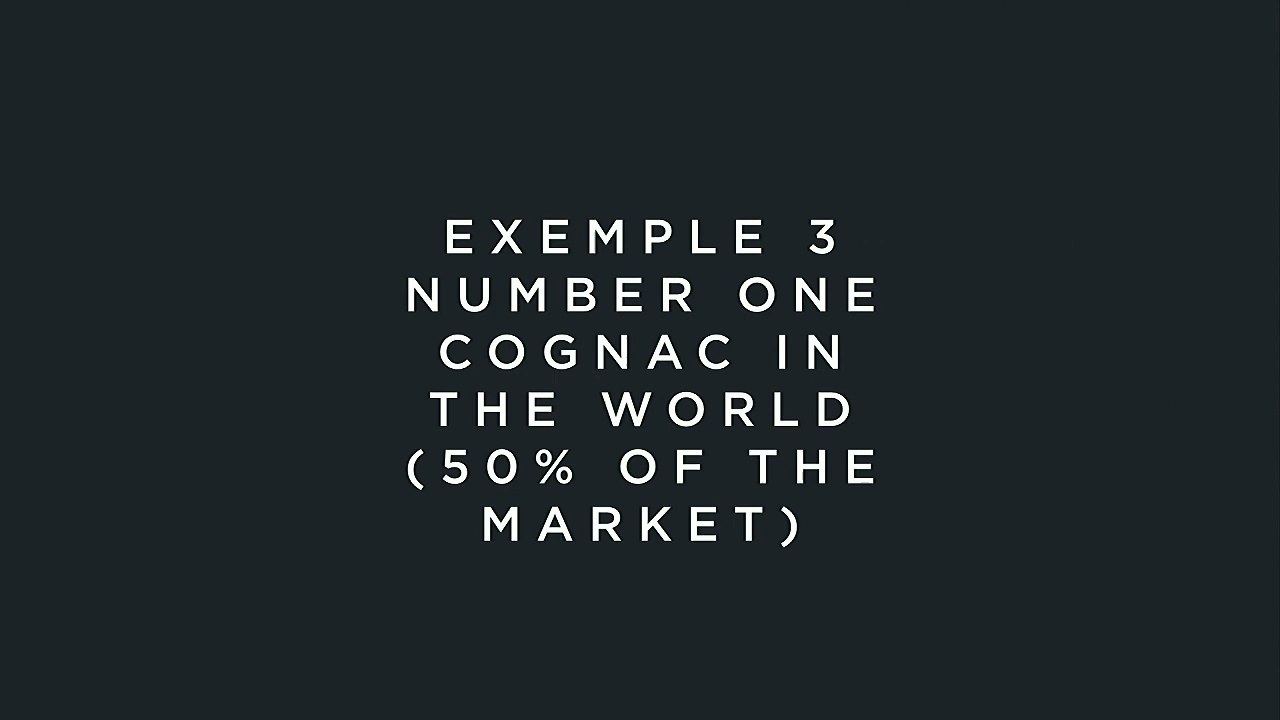 EXEMPLE 3
NUMBER ONE
COGNAC IN
THE WORLD
(50% OF THE
MARKET)